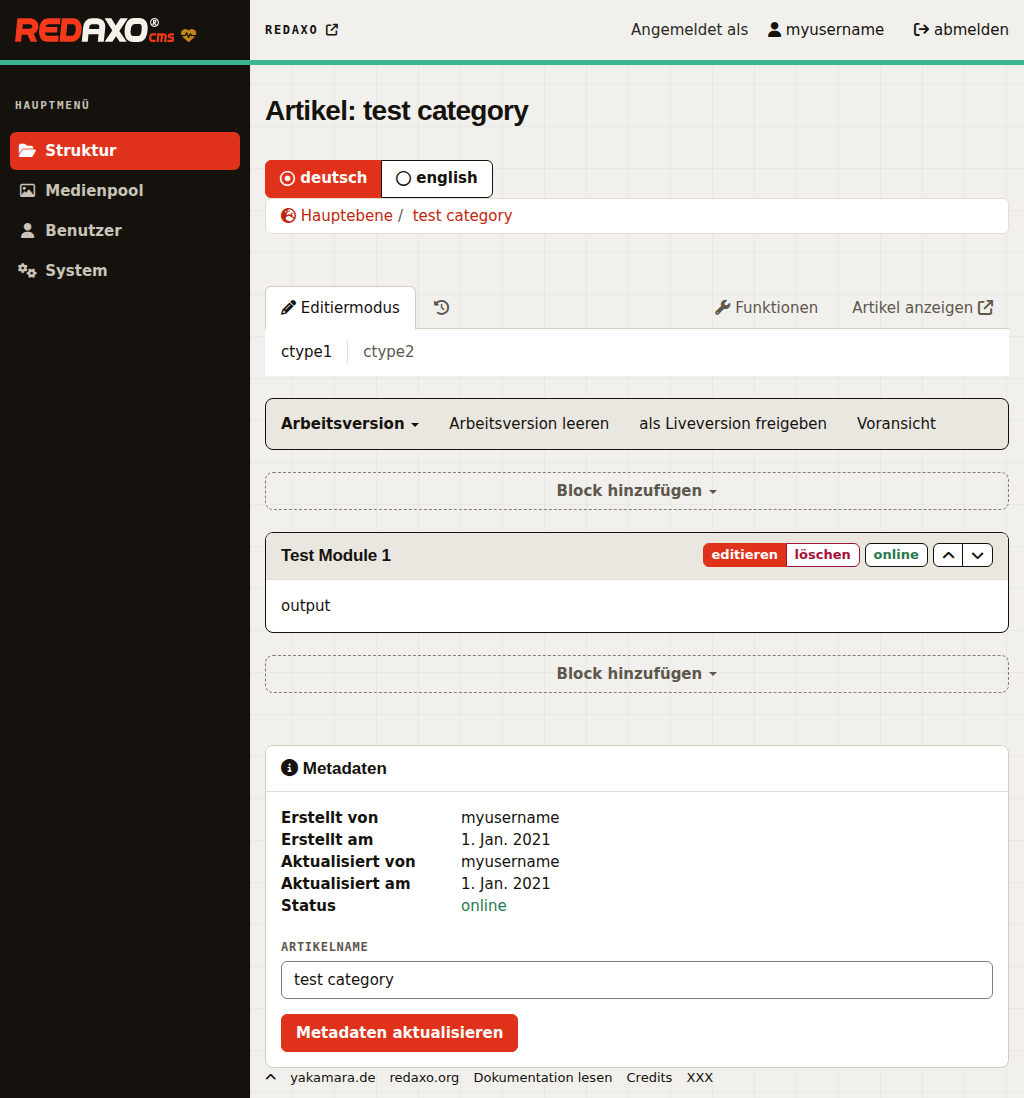 REDAXO® cms
REDAXO
Angemeldet als myusername abmelden
HAUPTMENÜ
Struktur
Medienpool
Benutzer
System
Artikel: test category
deutsch english
Hauptebene / test category
Editiermodus Funktionen Artikel anzeigen
ctype1 ctype2
Arbeitsversion Arbeitsversion leeren als Liveversion freigeben Voransicht
Block hinzufügen
Test Module 1 editieren löschen online
output
Block hinzufügen
Metadaten
Erstellt von myusername
Erstellt am 1. Jan. 2021
Aktualisiert von myusername
Aktualisiert am 1. Jan. 2021
Status online
ARTIKELNAME
test category
Metadaten aktualisieren
yakamara.de redaxo.org Dokumentation lesen Credits XXX